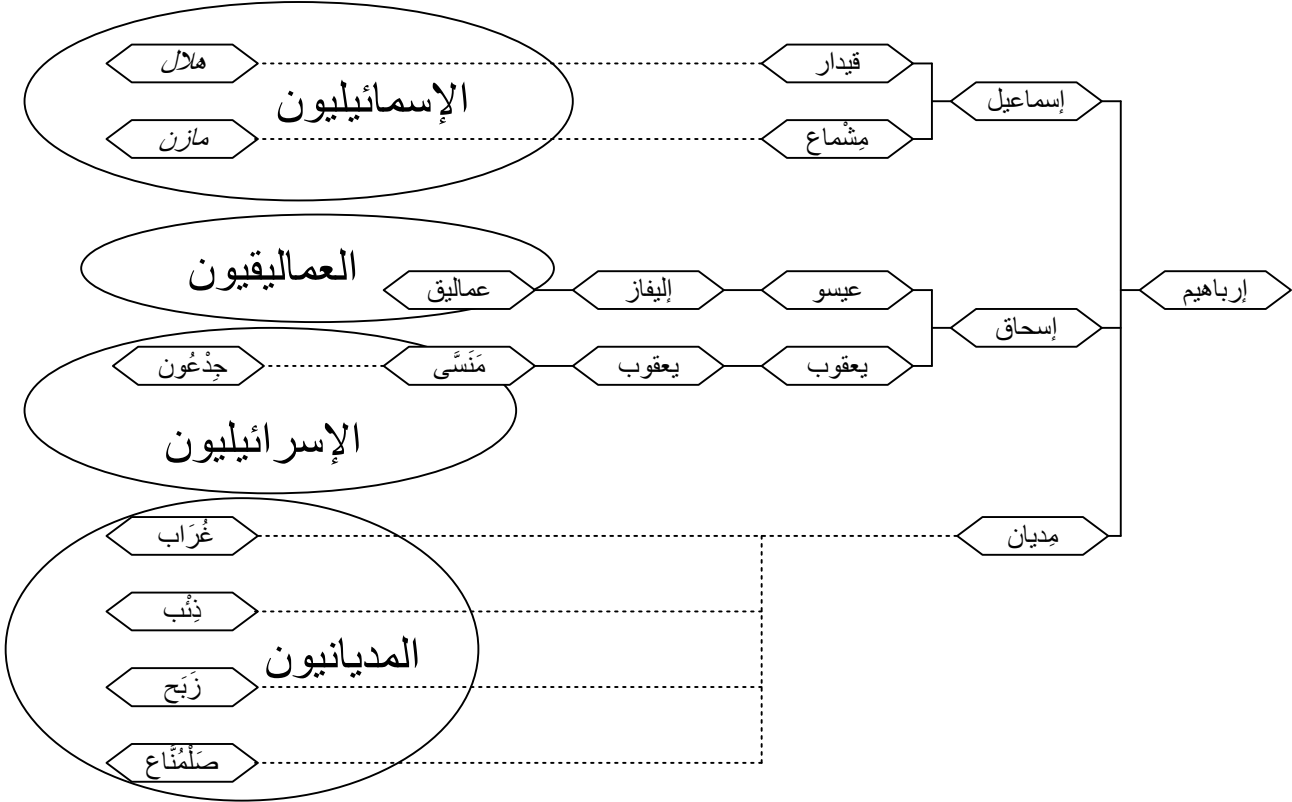 هلال
قيدار
الإسمائيليون
إسماعيل
مازن
مِشْماع
العماليقيون
عماليق
إليفاز
عيسو
إرباهيم
إسحاق
جِدْعُون
مَنَسَّى
يعقوب
يعقوب
الإسرائيليون
غُرَاب
مِديان
ذِئْب
المديانيون
زَبَح
صَلْمُنَّاع